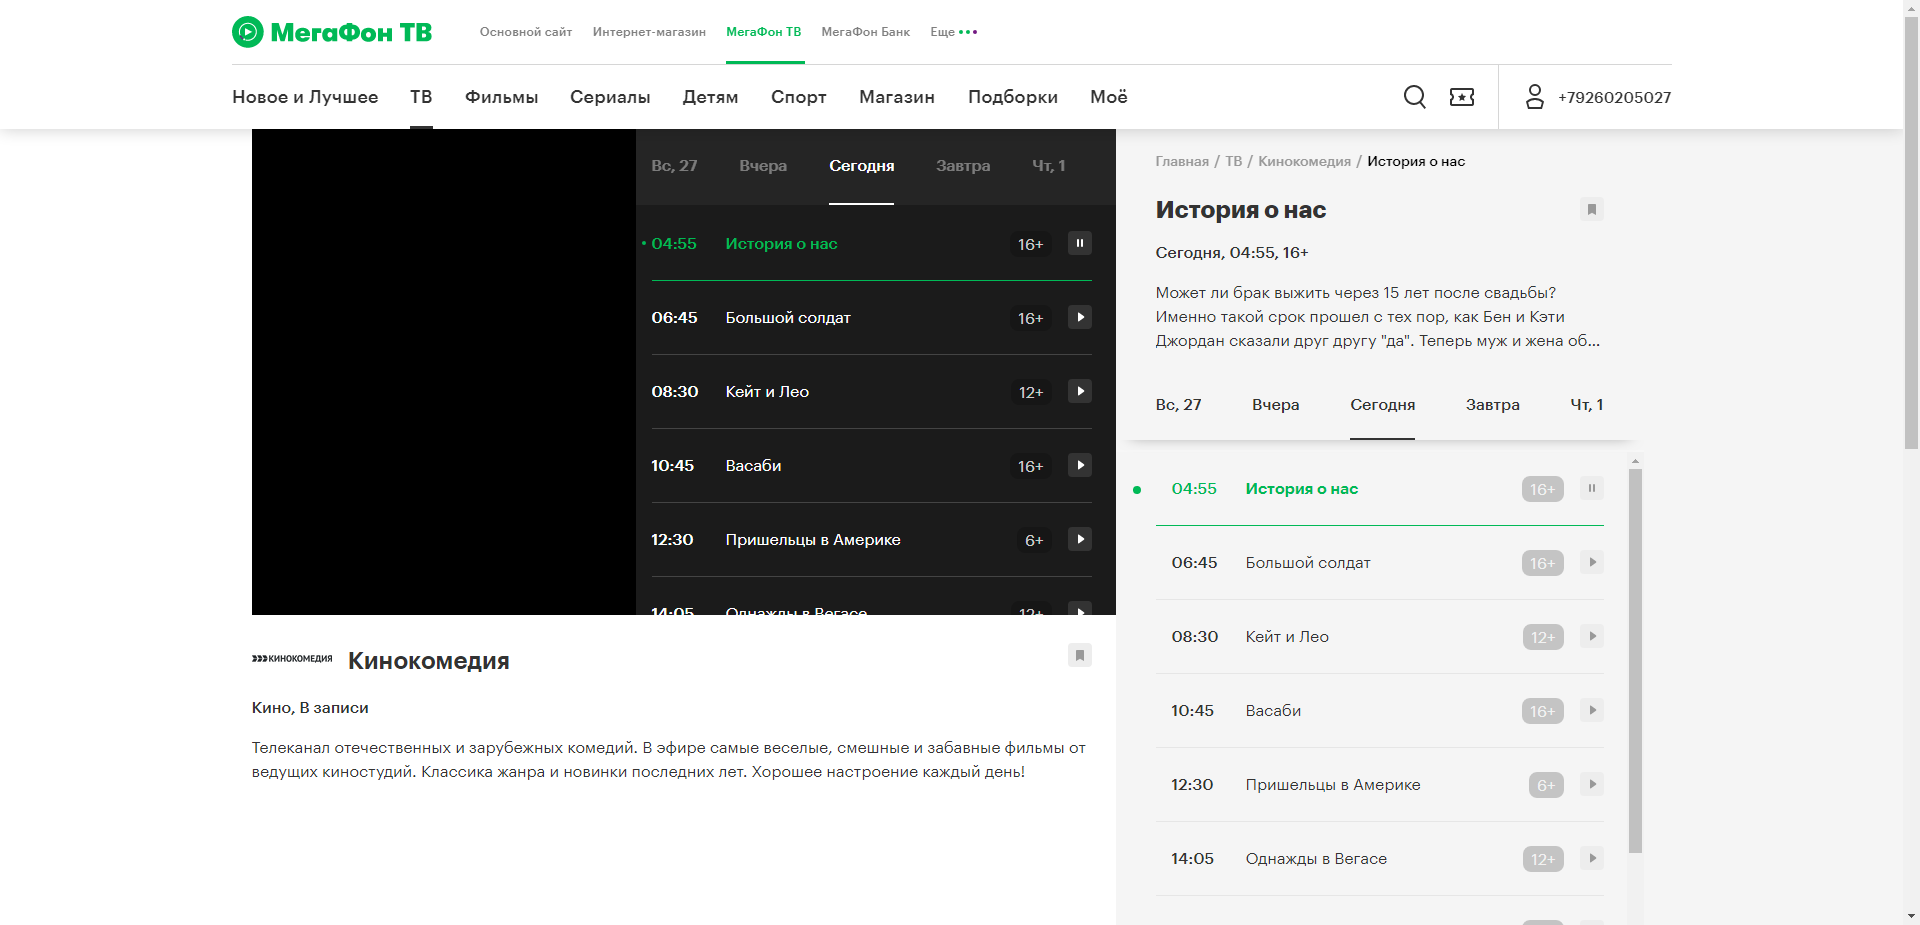 МегаФон ТВ
Основной сайт Интернет-магазин МегаФон ТВ МегаФон Банк Еще
Новое и Лучшее ТВ Фильмы Сериалы Детям Спорт Магазин Подборки Моё
+79260205027
Вс, 27 Вчера Сегодня Завтра Чт, 1
04:55 История о нас 16+
06:45 Большой солдат 16+
08:30 Кейт и Лео 12+
10:45 Васаби 16+
12:30 Пришельцы в Америке 6+
14:05 Однажды в Вегасе 12+
КИНОКОМЕДИЯ Кинокомедия
Кино, В записи
Телеканал отечественных и зарубежных комедий. В эфире самые веселые, смешные и забавные фильмы от
ведущих киностудий. Классика жанра и новинки последних лет. Хорошее настроение каждый день!
Главная / ТВ / Кинокомедия / История о нас
История о нас
Сегодня, 04:55, 16+
Может ли брак выжить через 15 лет после свадьбы?
Именно такой срок прошел с тех пор, как Бен и Кэти
Джордан сказали друг другу "да". Теперь муж и жена об...
Вс, 27 Вчера Сегодня Завтра Чт, 1
04:55 История о нас 16+
06:45 Большой солдат 16+
08:30 Кейт и Лео 12+
10:45 Васаби 16+
12:30 Пришельцы в Америке 6+
14:05 Однажды в Вегасе 12+